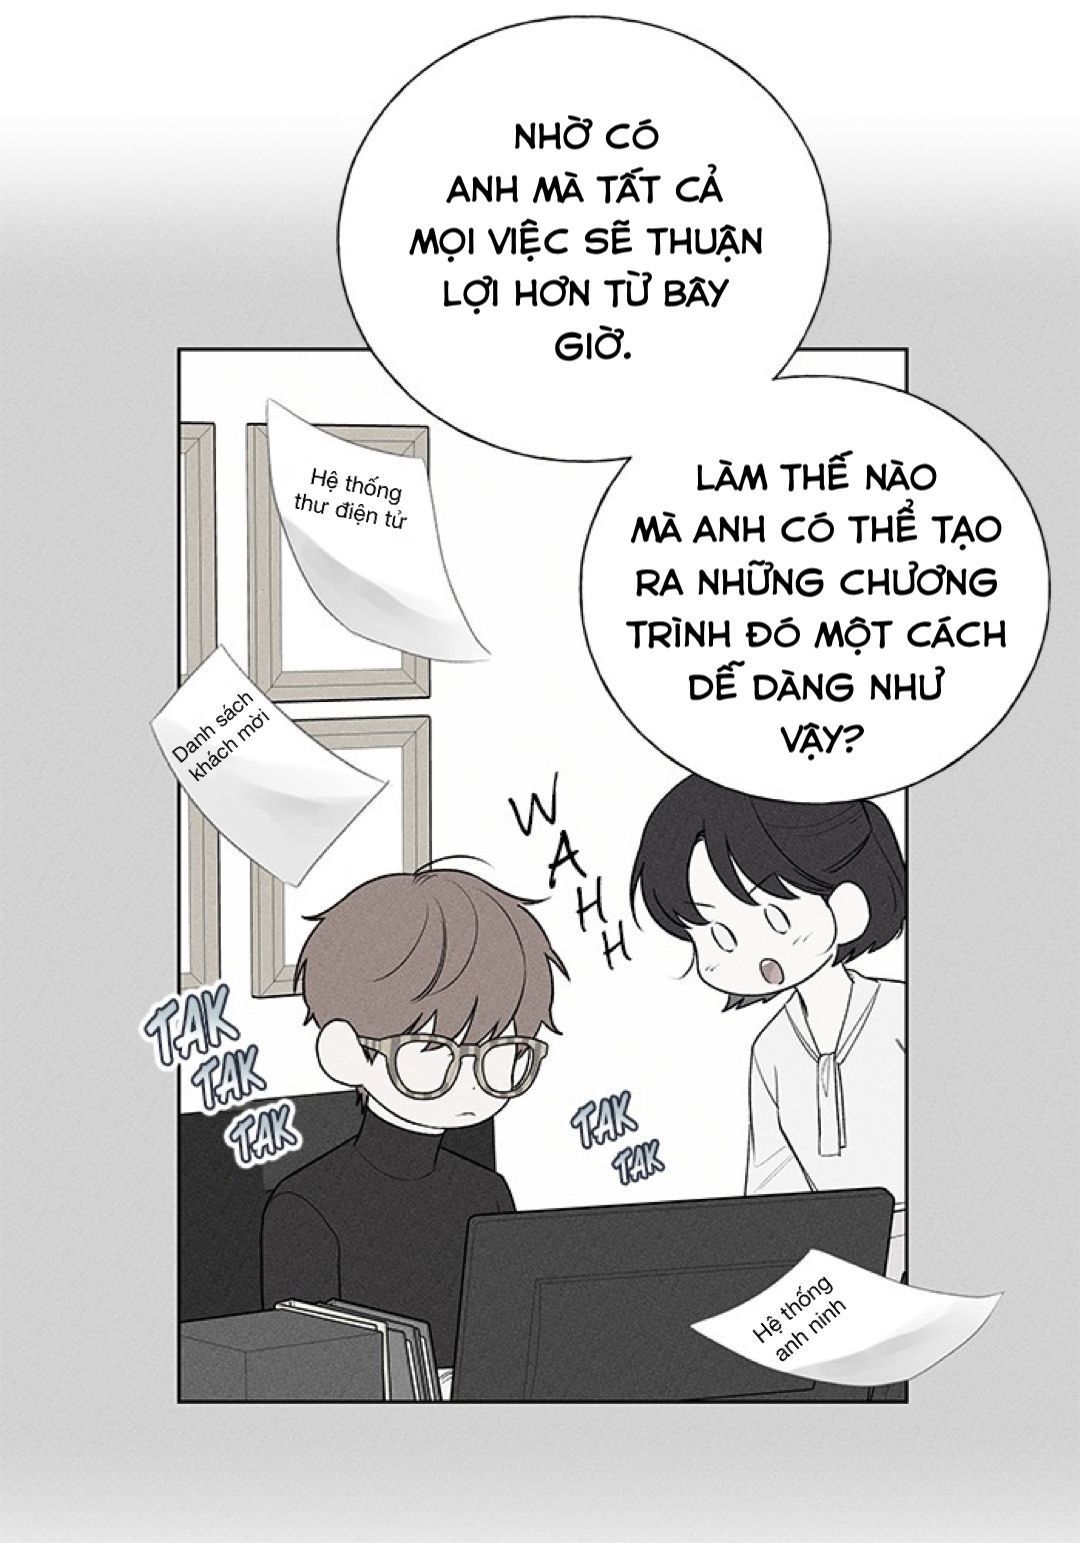 NHỜ CÓ
ANH MÀ TẤT CẢ
MỌI VIỆC SẼ THUẬN
LỢI HƠN TỪ BÂY
GIỜ.
LÀM THẾ NÀO
MÀ ANH CÓ THỂ TẠO
RA NHỮNG CHƯƠNG
TRÌNH ĐÓ MỘT CÁCH
DỄ DÀNG NHƯ
VẬY?
Hệ thống
thư điện tử
Danh sách
khách mời
WAHH
TAK
TAK
TAK
TAK
TAK
Hệ thống
anh ninh